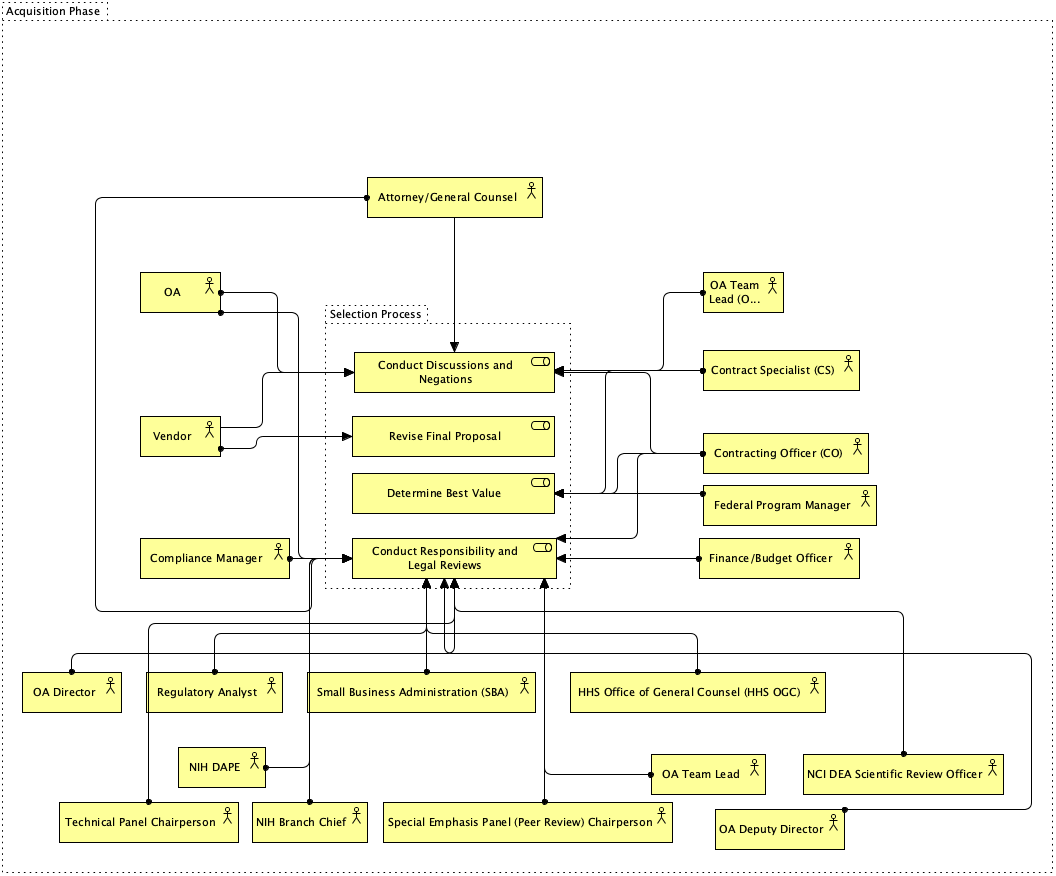 Acquisition Phase
Attorney/General Counsel
OA
OA Team
Lead (O...
Selection Process
Conduct Discussions and
Negations
Contract Specialist (CS)
Vendor
Revise Final Proposal
Contracting Officer (CO)
Determine Best Value
Federal Program Manager
Compliance Manager
Conduct Responsibility and
Legal Reviews
Finance/Budget Officer
OA Director
Regulatory Analyst
Small Business Administration (SBA)
HHS Office of General Counsel (HHS OGC)
NIH DAPE
OA Team Lead
NCI DEA Scientific Review Officer
Technical Panel Chairperson
NIH Branch Chief
Special Emphasis Panel (Peer Review) Chairperson
OA Deputy Director